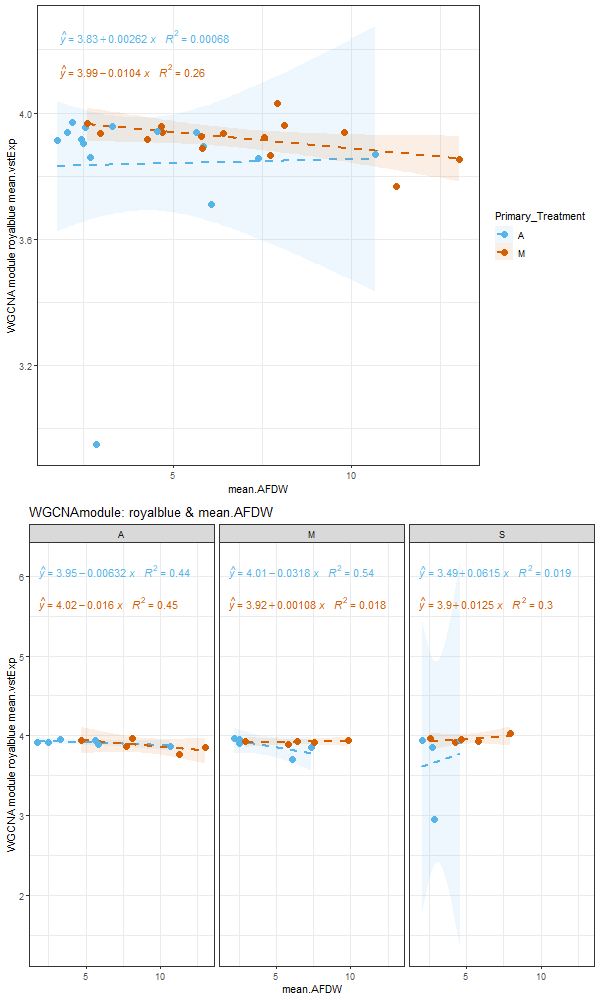 ŷ = 3.83+0.00262 x R² = 0.00068
ŷ = 3.99−0.0104 x R² = 0.26
4.0
3.6
3.2
WGCNA module royalblue mean.vstExp
5
10
mean.AFDW
Primary_Treatment
A
M
WGCNAmodule: royalblue & mean.AFDW
A
M
S
ŷ = 3.95−0.00632 x R² = 0.44
ŷ = 4.02−0.016 x R² = 0.45
ŷ = 4.01−0.0318 x R² = 0.54
ŷ = 3.92+0.00108 x R² = 0.018
ŷ = 3.49+0.0615 x R² = 0.019
ŷ = 3.9+0.0125 x R² = 0.3
6
5
4
3
2
WGCNA module royalblue mean.vstExp
5
10
5
10
5
10
mean.AFDW